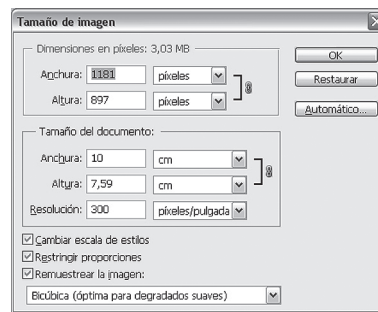 Tamaño de imagen
Dimensiones en píxeles: 3,03 MB
Anchura: 1181 píxeles
Altura: 897 píxeles
OK
Restaurar
Automático...
Tamaño del documento:
Anchura: 10 cm
Altura: 7,59 cm
Resolución: 300 píxeles/pulgada
Cambiar escala de estilos
Restringir proporciones
Remuestrear la imagen:
Bicúbica (óptima para degradados suaves)